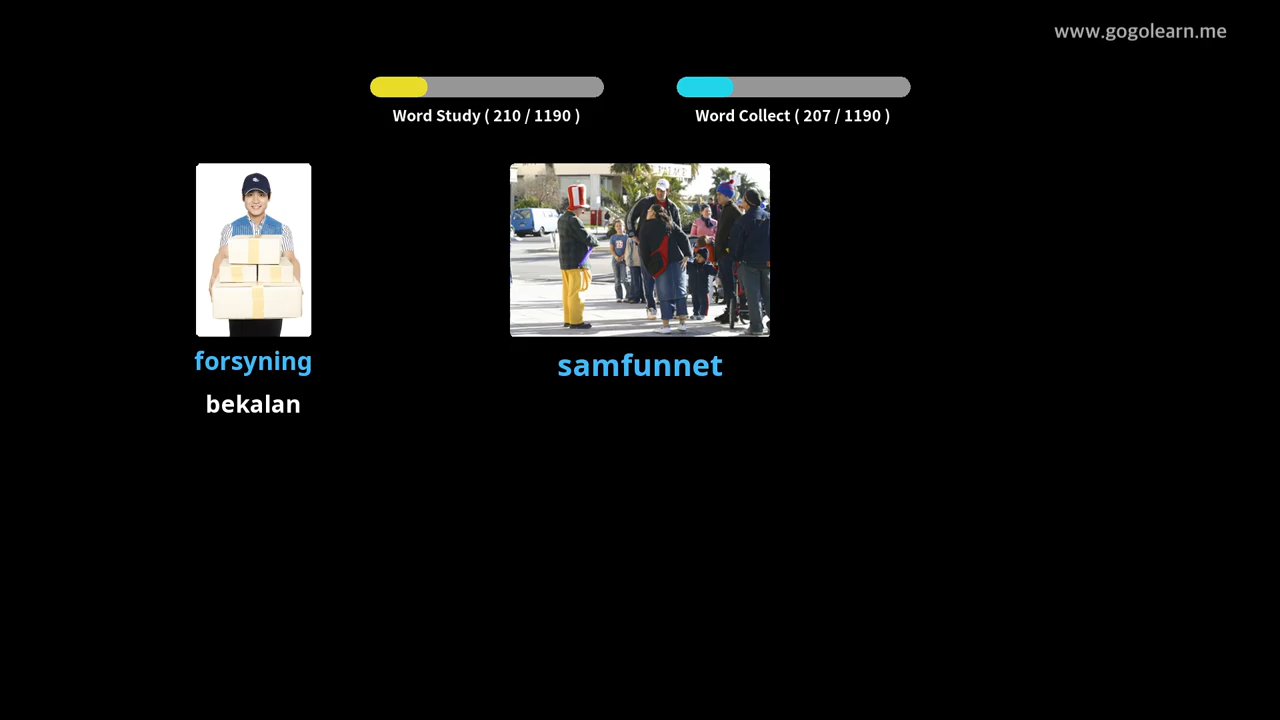 www.gogolearn.me
Word Study ( 210 / 1190 )
Word Collect ( 207 / 1190 )
forsyning
bekalan
samfunnet